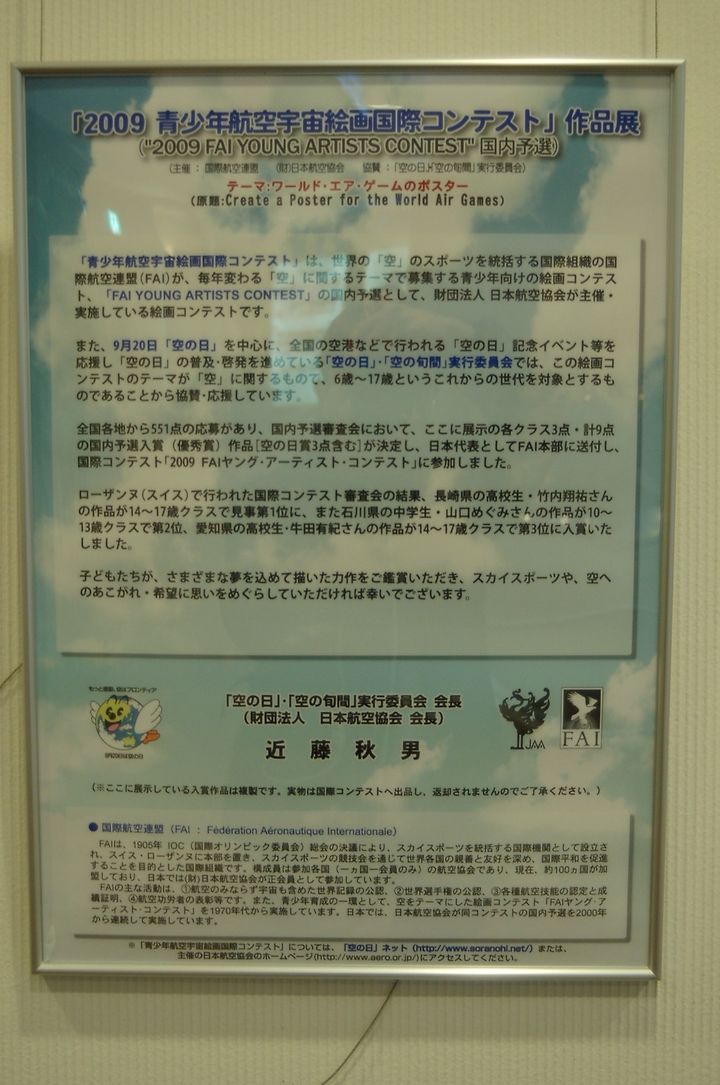 「2009 青少年航空宇宙絵画国際コンテスト」作品展
("2009 FAI YOUNG ARTISTS CONTEST" 国内予選)
(主催 : 国際航空連盟 (財)日本航空協会 協賛 : 「空の日」・「空の旬間」実行委員会)
テーマ:ワールド・エア・ゲームのポスター
(原題:Create a Poster for the World Air Games)
「青少年航空宇宙絵画国際コンテスト」は、世界の「空」のスポーツを統括する国際組織の国
際航空連盟(FAI)が、毎年変わる「空」に関するテーマで募集する青少年向けの絵画コンテス
ト、「FAI YOUNG ARTISTS CONTEST」の国内予選として、財団法人 日本航空協会が主催・
実施している絵画コンテストです。
また、9月20日「空の日」を中心に、全国の空港などで行われる「空の日」記念イベント等を
応援し「空の日」の普及・啓発を進めている「空の日」・「空の旬間」実行委員会では、この絵画コ
ンテストのテーマが「空」に関するもので、6歳〜17歳というこれからの世代を対象とするも
のであることから協賛・応援しています。
全国各地から551点の応募があり、国内予選審査会において、ここに展示の各クラス3点・計9点
の国内予選入賞（優秀賞）作品[空の日賞3点含む]が決定し、日本代表としてFAI本部に送付し、
国際コンテスト「2009 FAIヤング・アーティスト・コンテスト」に参加しました。
ローザンヌ(スイス)で行われた国際コンテスト審査会の結果、長崎県の高校生・竹内翔祐さん
の作品が14〜17歳クラスで見事第1位に、また石川県の中学生・山口めぐみさんの作品が10〜
13歳クラスで第2位、愛知県の高校生・牛田有紀さんの作品が14〜17歳クラスで第3位に入賞いた
しました。
子どもたちが、さまざまな夢を込めて描いた力作をご鑑賞いただき、スカイスポーツや、空へ
のあこがれ・希望に思いをめぐらしていただければ幸いでございます。
もっと感動、空はフロンティア
9月20日は空の日
「空の日」・「空の旬間」実行委員会 会長
(財団法人 日本航空協会 会長)
近藤秋男
JAA
FAI
(※ここに展示している入賞作品は複製です。実物は国際コンテストへ出品し、返却されませんのでご了承ください。)
● 国際航空連盟（FAI : Fédération Aéronautique Internationale）
FAIは、1905年 IOC（国際オリンピック委員会）総会の決議により、スカイスポーツを統括する国際機関として設立さ
れ、スイス・ローザンヌに本部を置き、スカイスポーツの競技会を通じて世界各国の親善と友好を深め、国際平和を促進
することを目的とした国際組織です。構成員は参加各国（一カ国一会員のみ）の航空協会であり、現在、約100ヵ国が加
盟しており、日本では(財)日本航空協会が正会員として参加しています。
FAIの主な活動は、①航空のみならず宇宙も含めた世界記録の公認、②世界選手権の公認、③各種航空技能の認定と成
績証明、④航空功労者の表彰等です。また、青少年育成の一環として、空をテーマにした絵画コンテスト「FAIヤング・ア
ーティスト・コンテスト」を1970年代から実施しています。日本では、日本航空協会が同コンテストの国内予選を2000年
から連続して実施しています。
※「青少年航空宇宙絵画国際コンテスト」については、「空の日」ネット（http://www.soranohi.net/）または、
主催の日本航空協会のホームページ(http://www.aero.or.jp/)にアクセスしてください。